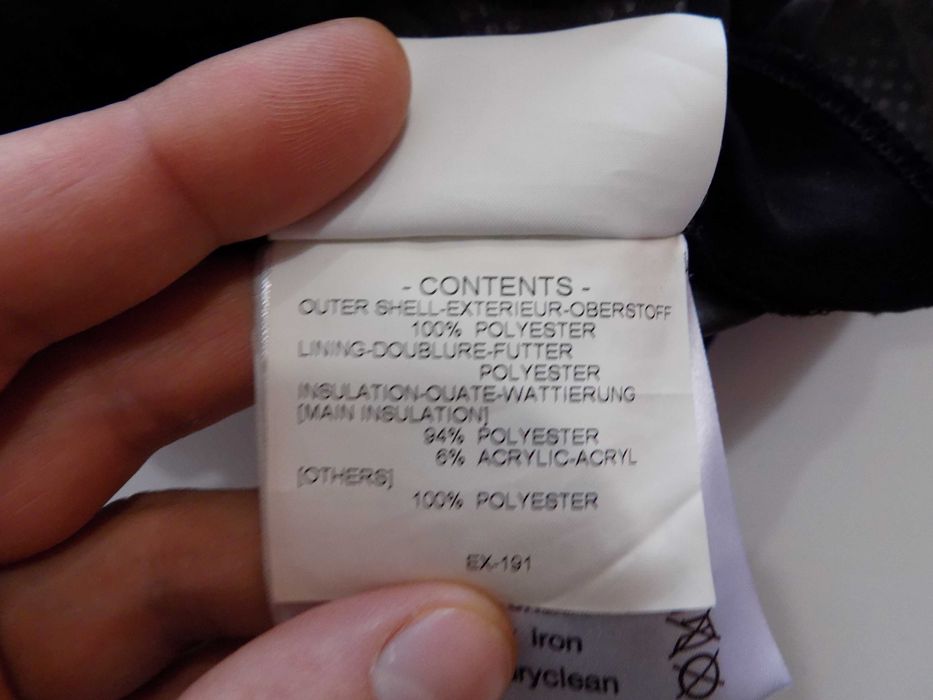 - CONTENTS -
OUTER SHELL-EXTERIEUR-OBERSTOFF
100% POLYESTER
LINING-DOUBLURE-FUTTER
POLYESTER
INSULATION-OUATE-WATTIERUNG
[MAIN INSULATION]
94% POLYESTER
6% ACRYLIC-ACRYL
[OTHERS]
100% POLYESTER
EX-191
Iron
ryclean